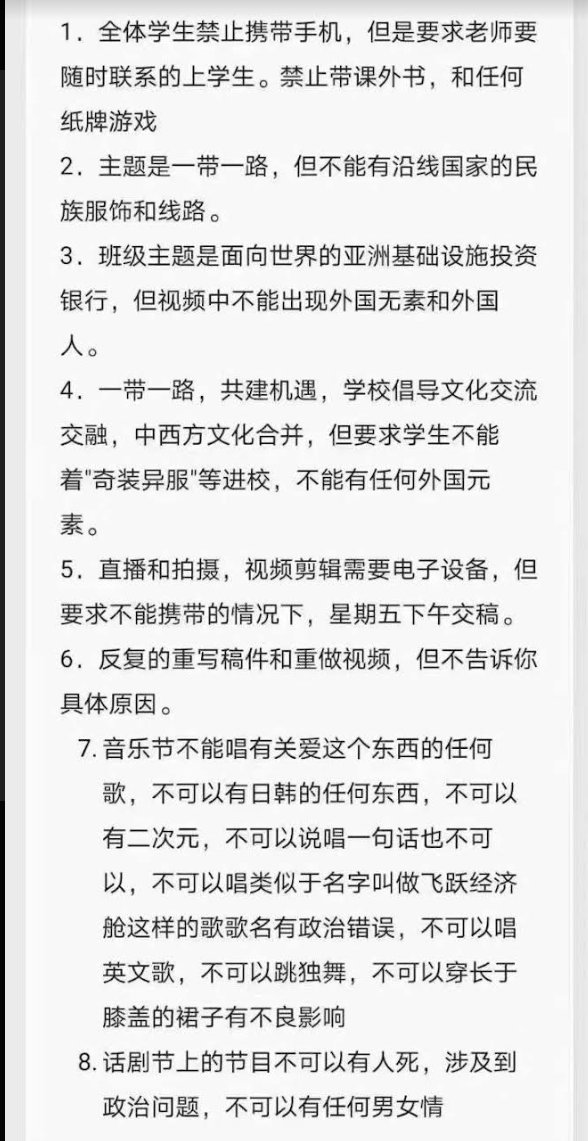 1．全体学生禁止携带手机，但是要求老师要
随时联系的上学生。禁止带课外书，和任何
纸牌游戏
2．主题是一带一路，但不能有沿线国家的民
族服饰和线路。
3．班级主题是面向世界的亚洲基础设施投资
银行，但视频中不能出现外国无素和外国
人。
4．一带一路，共建机遇，学校倡导文化交流
交融，中西方文化合并，但要求学生不能
着"奇装异服"等进校，不能有任何外国元
素。
5．直播和拍摄，视频剪辑需要电子设备，但
要求不能携带的情况下，星期五下午交稿。
6．反复的重写稿件和重做视频，但不告诉你
具体原因。
7. 音乐节不能唱有关爱这个东西的任何
歌，不可以有日韩的任何东西，不可以
有二次元，不可以说唱一句话也不可
以，不可以唱类似于名字叫做飞跃经济
舱这样的歌歌名有政治错误，不可以唱
英文歌，不可以跳独舞，不可以穿长于
膝盖的裙子有不良影响
8. 话剧节上的节目不可以有人死，涉及到
政治问题，不可以有任何男女情